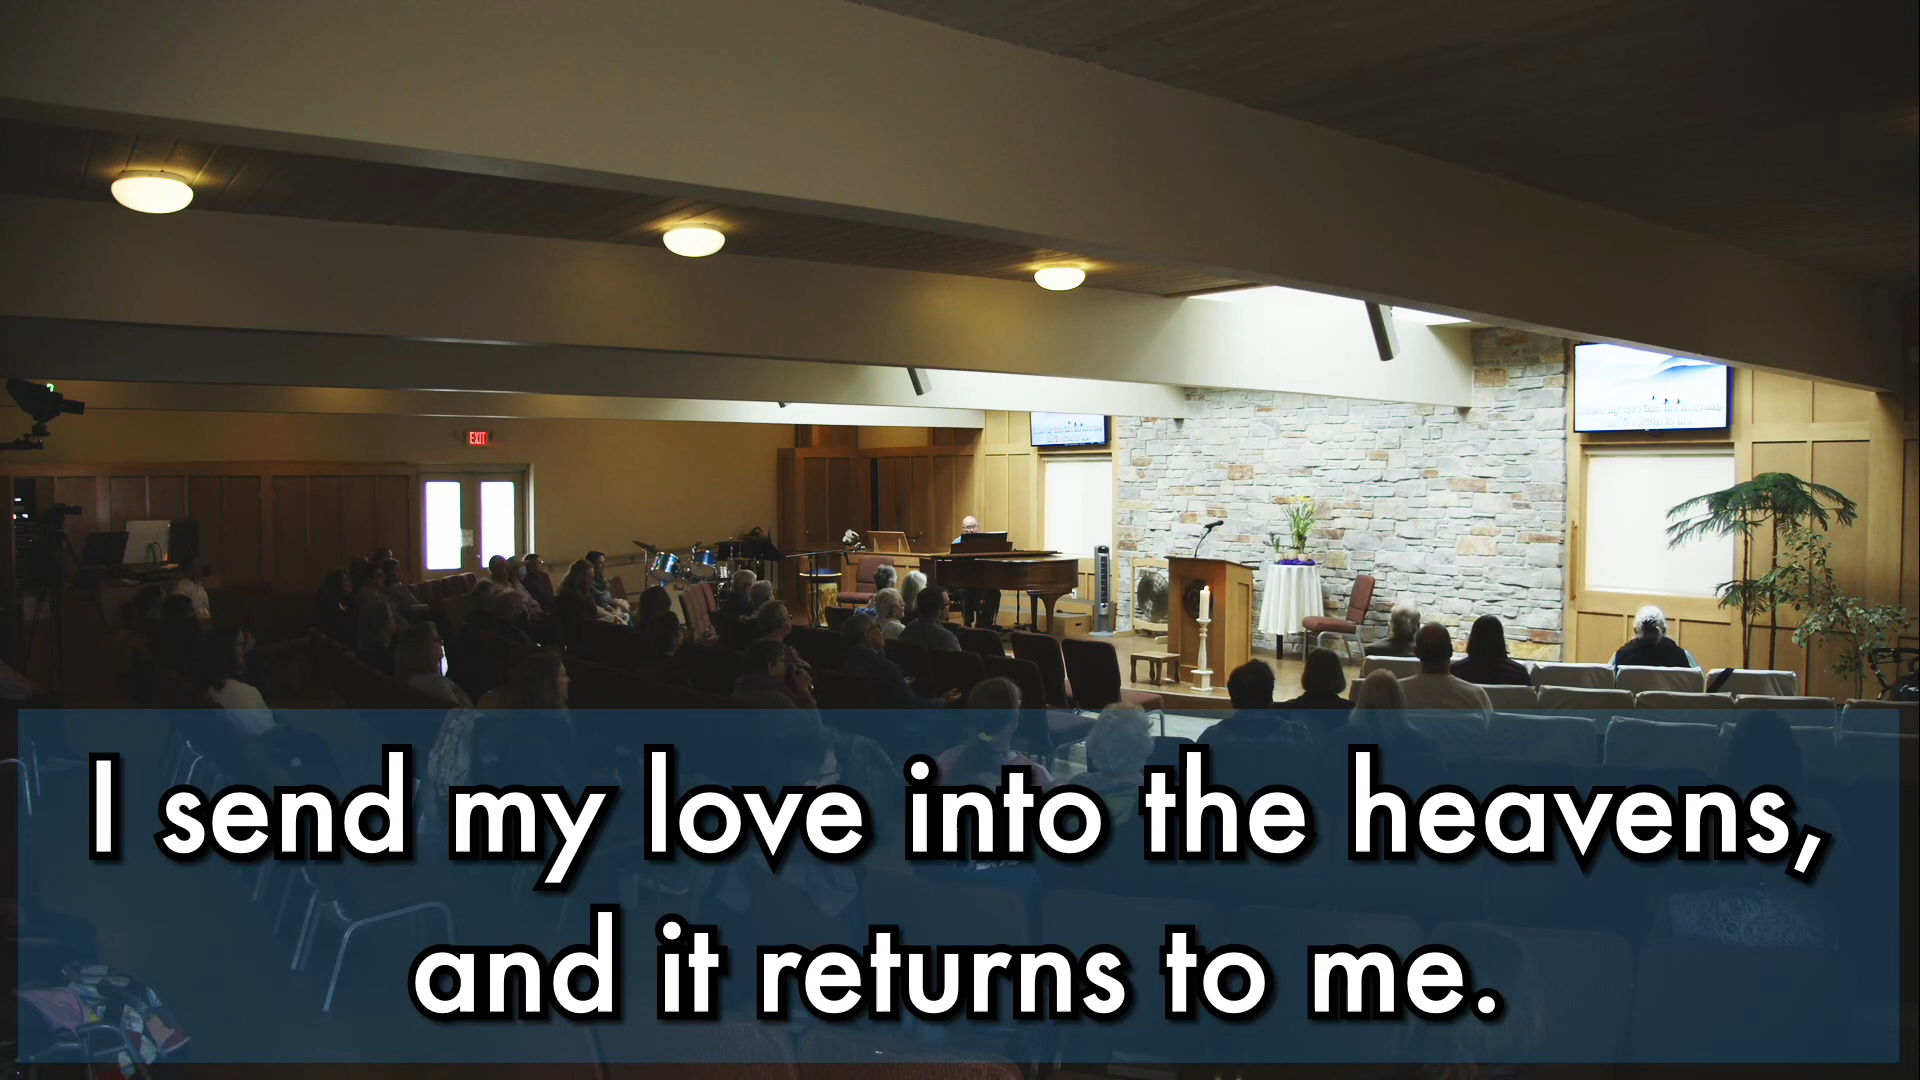 EXIT
I send my love into the heavens,
and it returns to me.